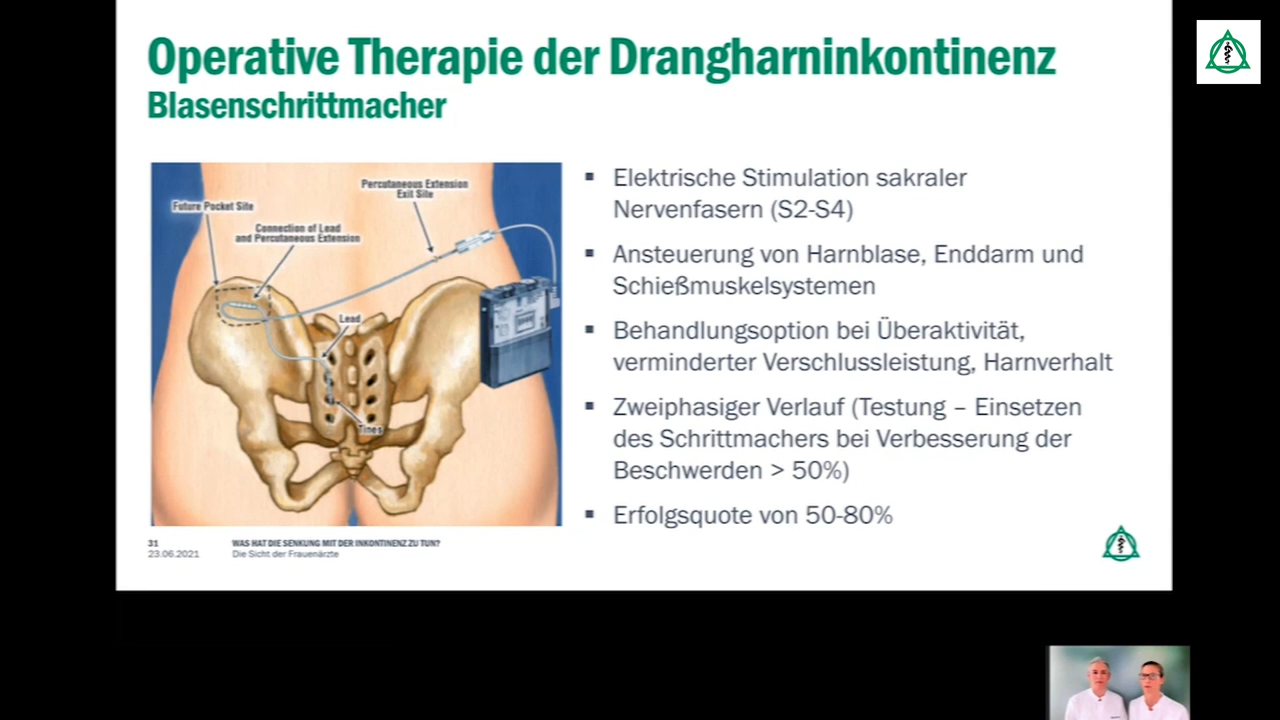 Operative Therapie der Drangharninkontinenz
Blasenschrittmacher
Percutaneous Extension
Exit Site
Future Pocket Site
Connection of Lead
and Percutaneous Extension
Lead
Tines
▪ Elektrische Stimulation sakraler
Nervenfasern (S2-S4)
▪ Ansteuerung von Harnblase, Enddarm und
Schießmuskelsystemen
▪ Behandlungsoption bei Überaktivität,
verminderter Verschlussleistung, Harnverhalt
▪ Zweiphasiger Verlauf (Testung – Einsetzen
des Schrittmachers bei Verbesserung der
Beschwerden > 50%)
▪ Erfolgsquote von 50-80%
31
23.06.2021
WAS HAT DIE SENKUNG MIT DER INKONTINENZ ZU TUN?
Die Sicht der Frauenärzte